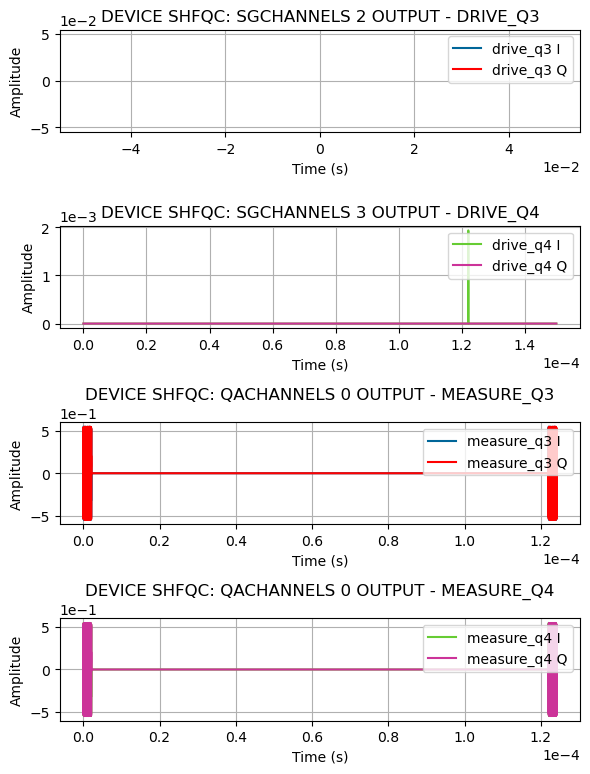 DEVICE SHFQC: SGCHANNELS 2 OUTPUT - DRIVE_Q3
1e−2
5
0
−5
Amplitude
drive_q3 I
drive_q3 Q
−4 −2 0 2 4
Time (s)
1e−2
DEVICE SHFQC: SGCHANNELS 3 OUTPUT - DRIVE_Q4
1e−3
2
1
0
Amplitude
drive_q4 I
drive_q4 Q
0.0 0.2 0.4 0.6 0.8 1.0 1.2 1.4
Time (s)
1e−4
DEVICE SHFQC: QACHANNELS 0 OUTPUT - MEASURE_Q3
1e−1
5
0
−5
Amplitude
measure_q3 I
measure_q3 Q
0.0 0.2 0.4 0.6 0.8 1.0 1.2
Time (s)
1e−4
DEVICE SHFQC: QACHANNELS 0 OUTPUT - MEASURE_Q4
1e−1
5
0
−5
Amplitude
measure_q4 I
measure_q4 Q
0.0 0.2 0.4 0.6 0.8 1.0 1.2
Time (s)
1e−4